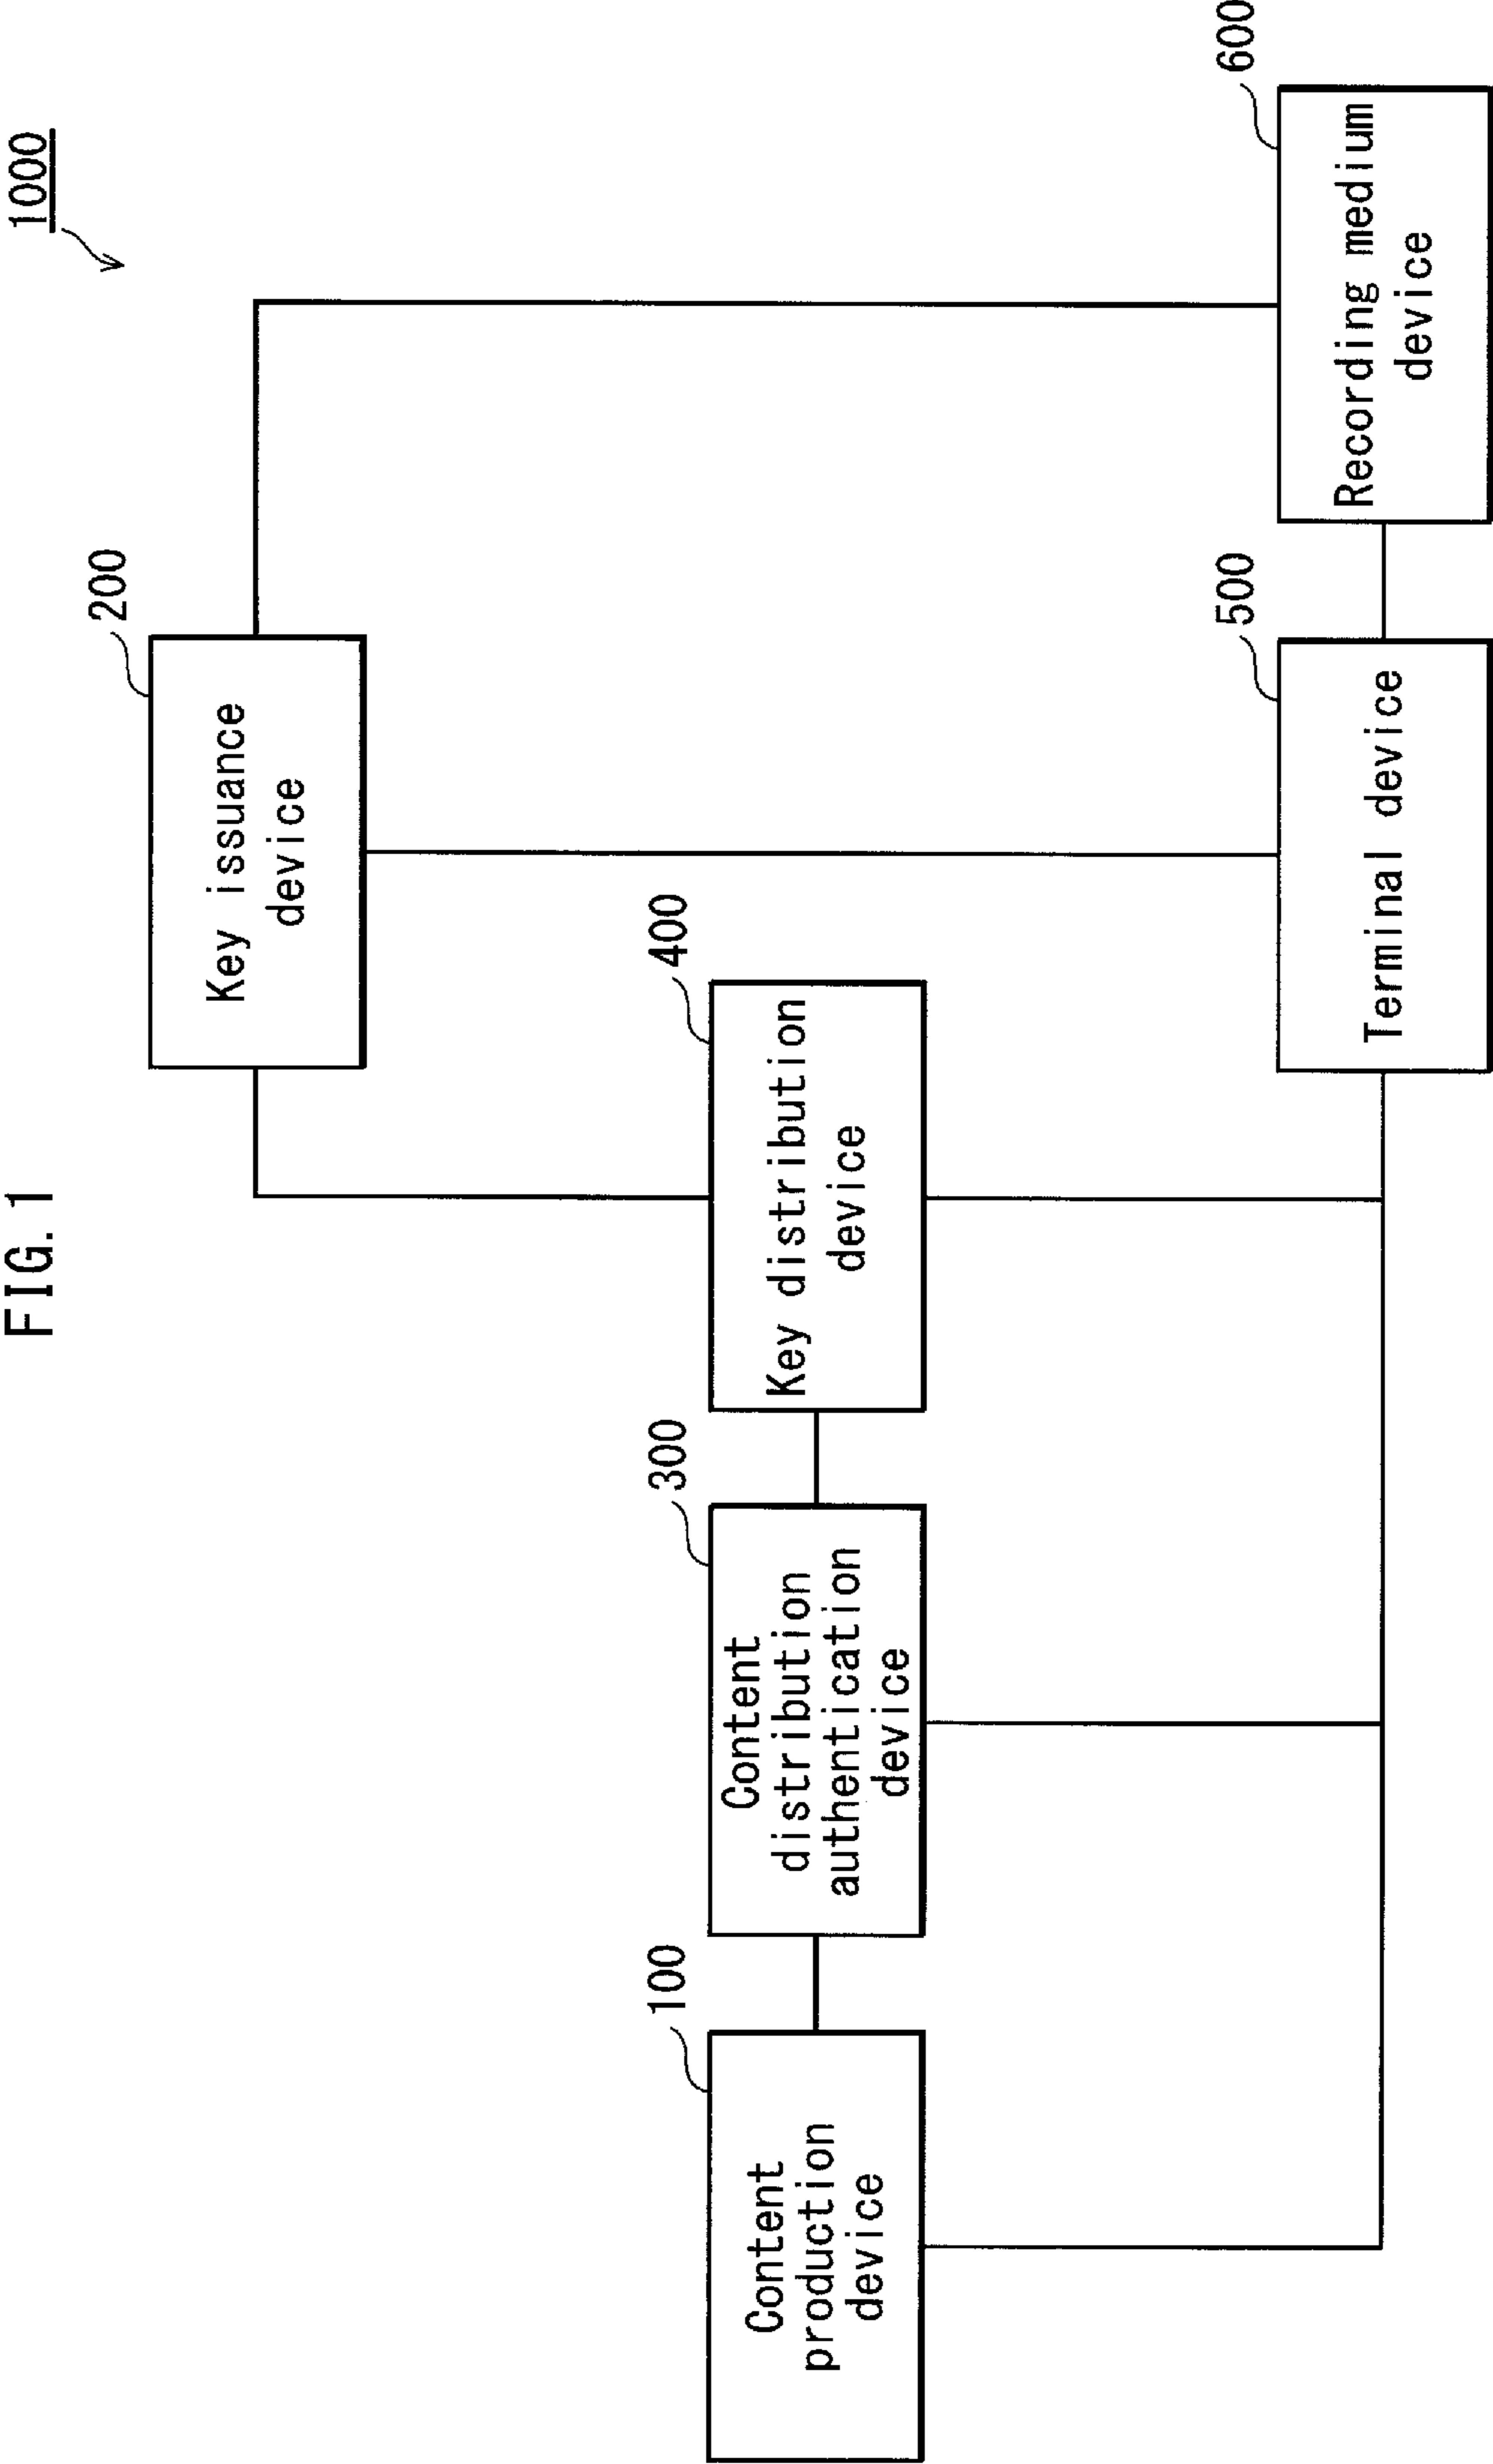 FIG. 1
1000
200
Key issuance
device
100
Content
production
device
300
Content
distribution
authentication
device
400
Key distribution
device
500
Terminal device
600
Recording medium
device